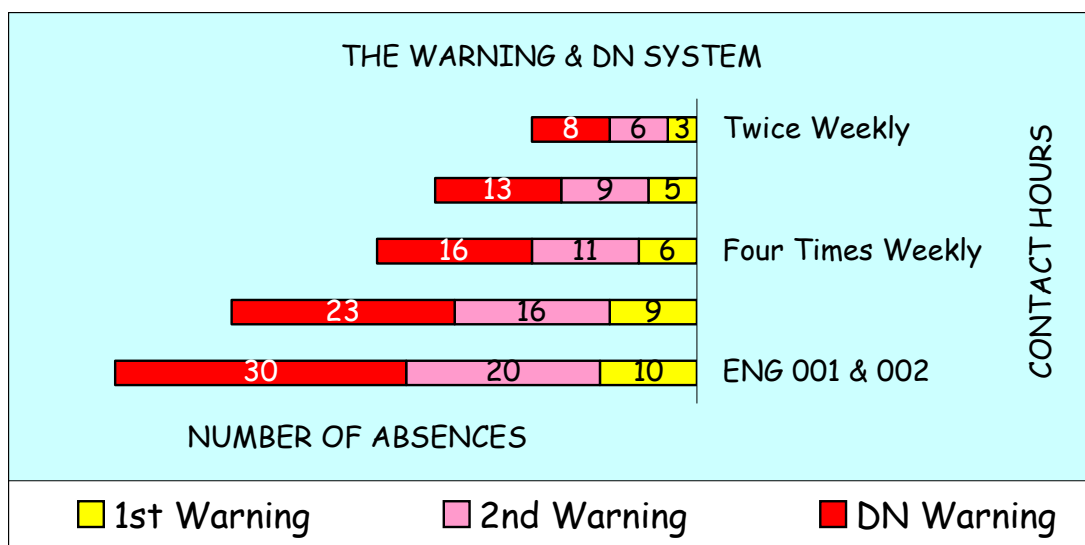 THE WARNING & DN SYSTEM
8 6 3 Twice Weekly
13 9 5
16 11 6 Four Times Weekly
23 16 9
30 20 10 ENG 001 & 002
CONTACT HOURS
NUMBER OF ABSENCES
1st Warning 2nd Warning DN Warning